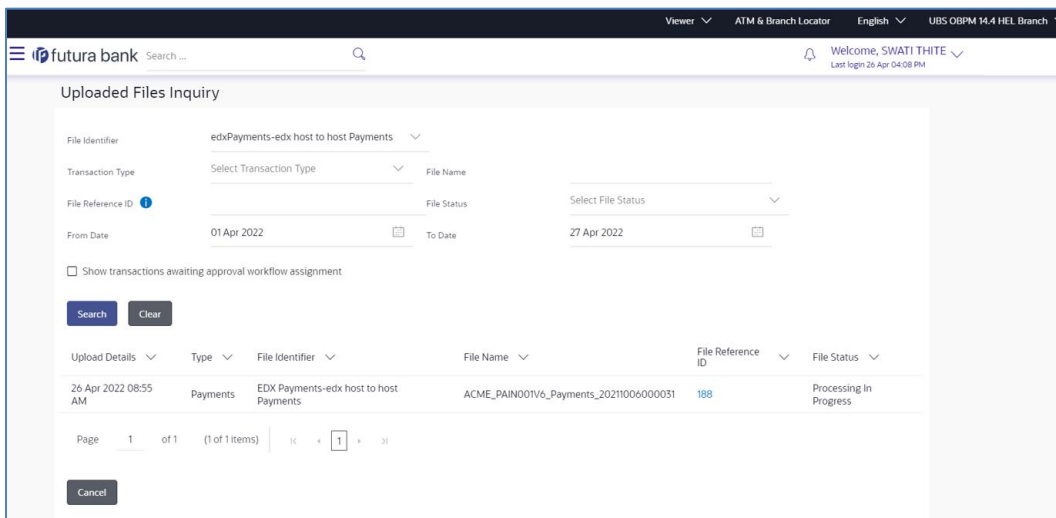 Viewer ATM & Branch Locator English UBS OBPM 14.4 HEL Branch
futura bank Search ... Welcome, SWATI THITE
Last login 26 Apr 04:08 PM
Uploaded Files Inquiry
File Identifier edxPayments-edx host to host Payments
Transaction Type Select Transaction Type File Name
File Reference ID File Status Select File Status
From Date 01 Apr 2022 To Date 27 Apr 2022
Show transactions awaiting approval workflow assignment
Search Clear
Upload Details Type File Identifier File Name File Reference ID File Status
26 Apr 2022 08:55 AM Payments EDX Payments-edx host to host Payments ACME_PAIN001V6_Payments_20211006000031 188 Processing In Progress
Page 1 of 1 (1 of 1 items) 1
Cancel